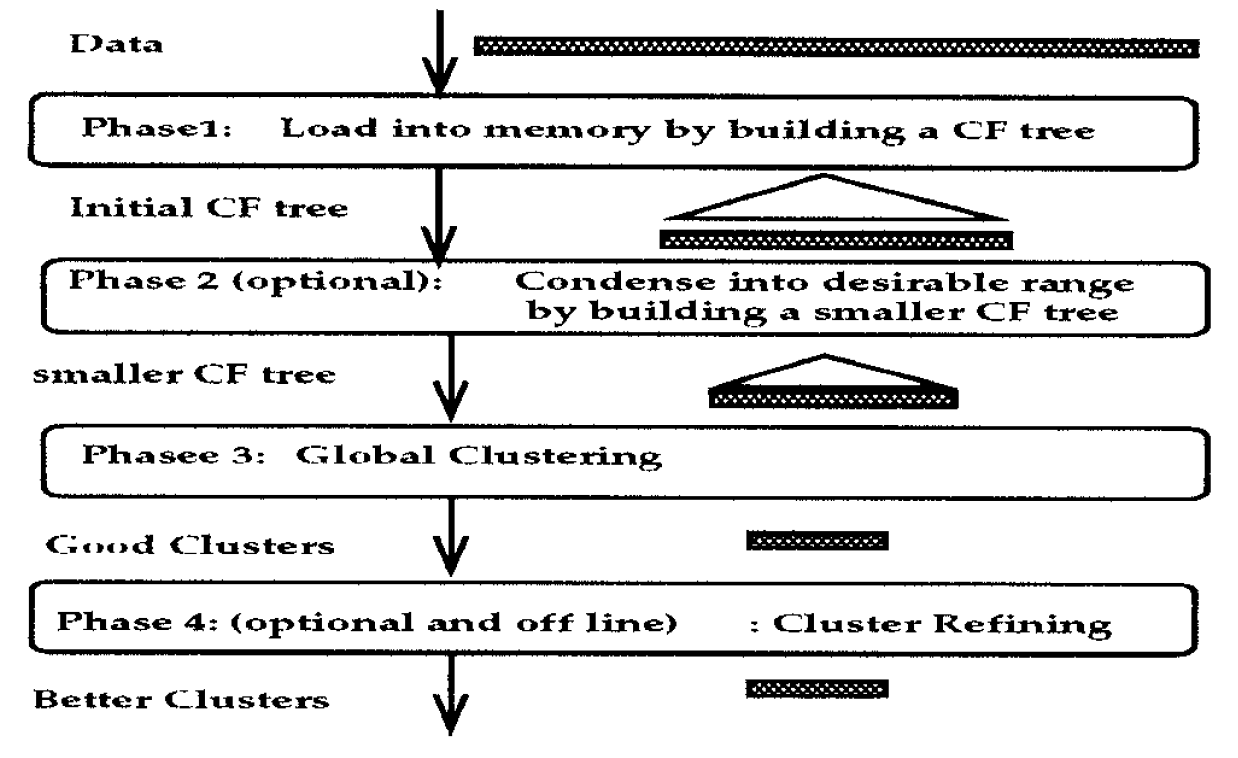 Data
Phase1: Load into memory by building a CF tree
Initial CF tree
Phase 2 (optional): Condense into desirable range
by building a smaller CF tree
smaller CF tree
Phasee 3: Global Clustering
Good Clusters
Phase 4: (optional and off line) : Cluster Refining
Better Clusters